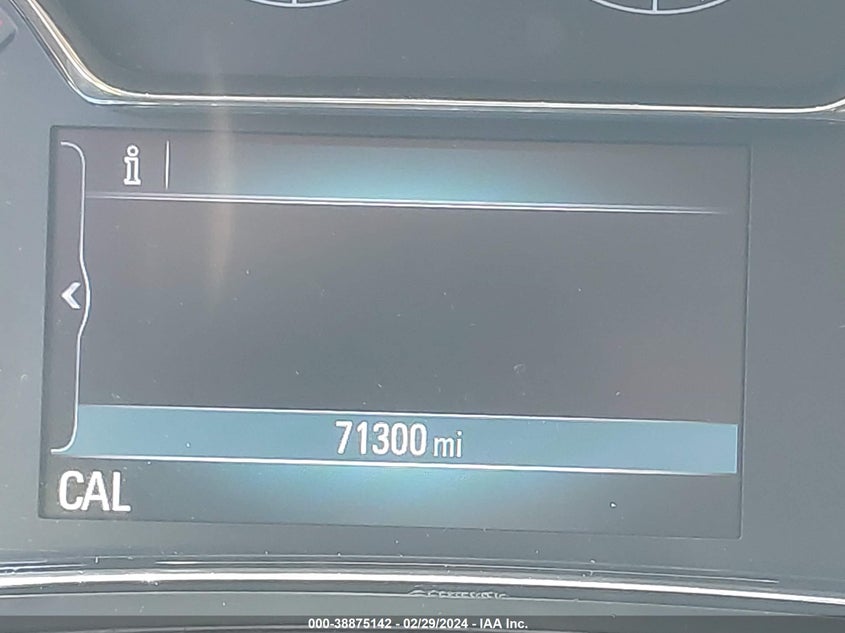 i
71300 mi
CAL
000-38875142 - 02/29/2024 - IAA Inc.